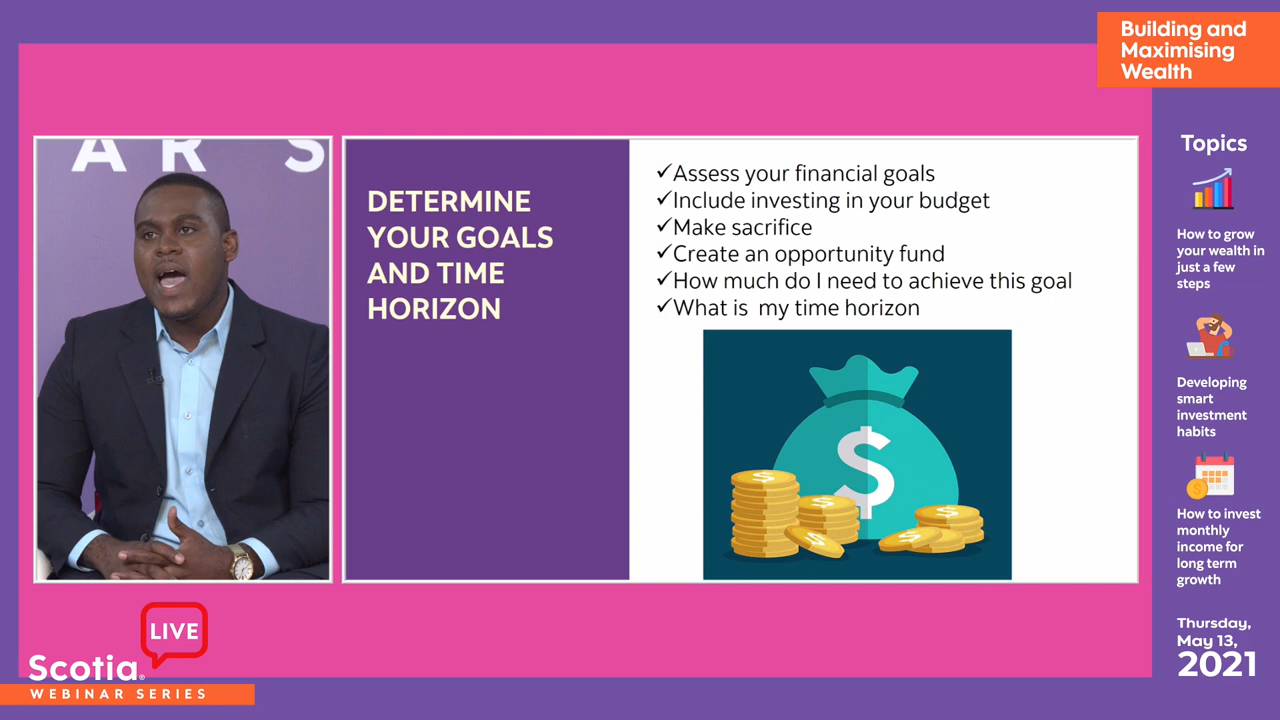 Building and
Maximising
Wealth
A R S
DETERMINE
YOUR GOALS
AND TIME
HORIZON
✓Assess your financial goals
✓Include investing in your budget
✓Make sacrifice
✓Create an opportunity fund
✓How much do I need to achieve this goal
✓What is  my time horizon
$
$
$
$
$
$
Topics
How to grow
your wealth in
just a few
steps
Developing
smart
investment
habits
How to invest
monthly
income for
long term
growth
Thursday,
May 13,
2021
LIVE
Scotia®
WEBINAR SERIES